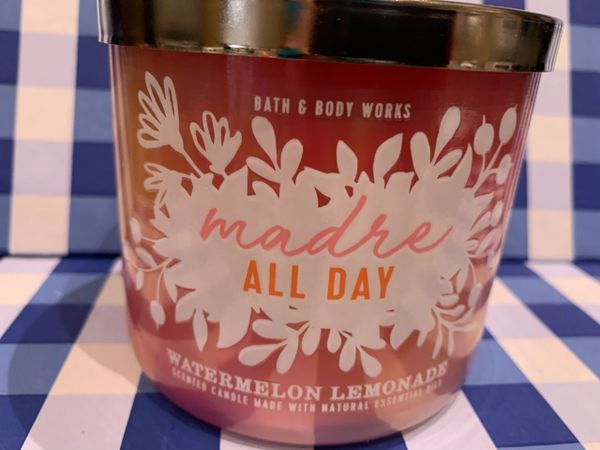 BATH & BODY WORKS
madre
ALL DAY
WATERMELON LEMONADE
SCENTED CANDLE MADE WITH NATURAL ESSENTIAL OILS